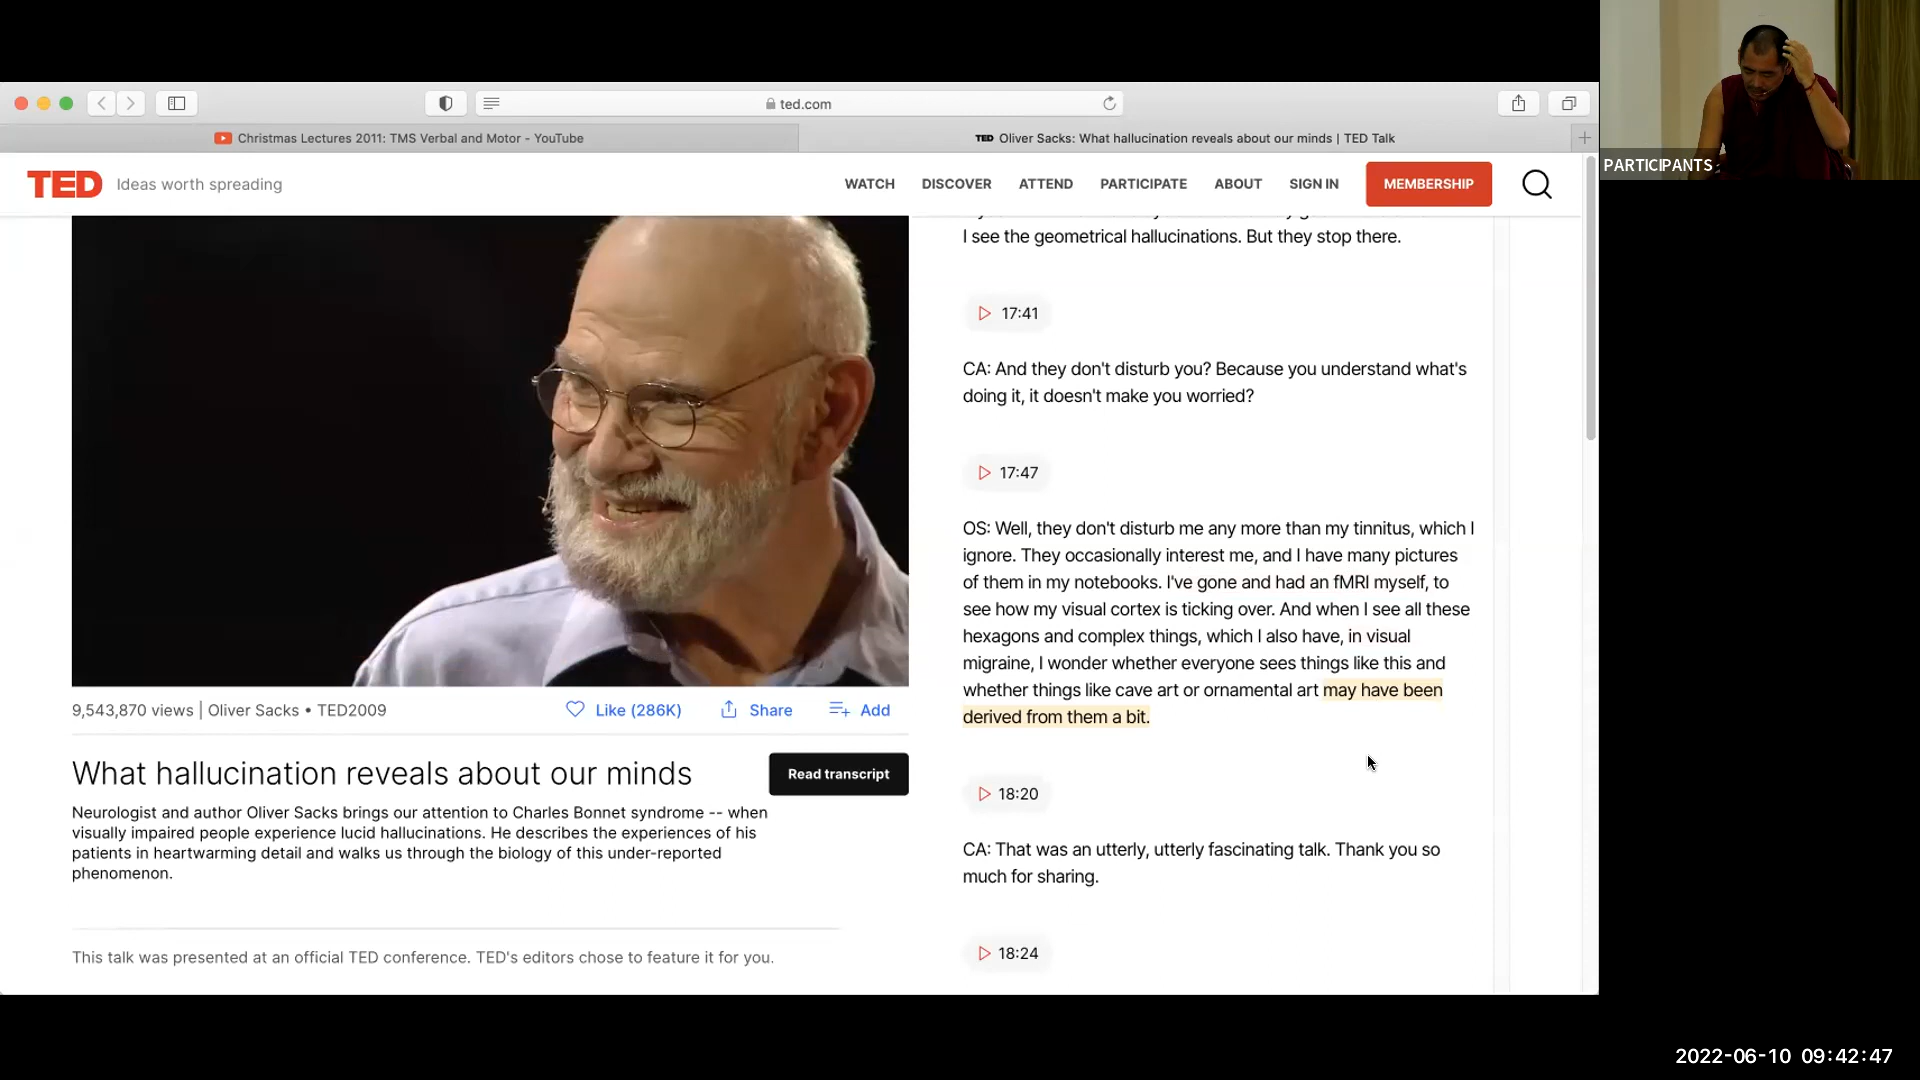 PARTICIPANTS
ted.com
Christmas Lectures 2011: TMS Verbal and Motor - YouTube
TED Oliver Sacks: What hallucination reveals about our minds | TED Talk
TED Ideas worth spreading
WATCH DISCOVER ATTEND PARTICIPATE ABOUT SIGN IN MEMBERSHIP
9,543,870 views | Oliver Sacks • TED2009
Like (286K) Share Add
What hallucination reveals about our minds
Read transcript
Neurologist and author Oliver Sacks brings our attention to Charles Bonnet syndrome -- when
visually impaired people experience lucid hallucinations. He describes the experiences of his
patients in heartwarming detail and walks us through the biology of this under-reported
phenomenon.
This talk was presented at an official TED conference. TED's editors chose to feature it for you.
I see the geometrical hallucinations. But they stop there.
17:41
CA: And they don't disturb you? Because you understand what's
doing it, it doesn't make you worried?
17:47
OS: Well, they don't disturb me any more than my tinnitus, which I
ignore. They occasionally interest me, and I have many pictures
of them in my notebooks. I've gone and had an fMRI myself, to
see how my visual cortex is ticking over. And when I see all these
hexagons and complex things, which I also have, in visual
migraine, I wonder whether everyone sees things like this and
whether things like cave art or ornamental art may have been
derived from them a bit.
18:20
CA: That was an utterly, utterly fascinating talk. Thank you so
much for sharing.
18:24
2022-06-10 09:42:47